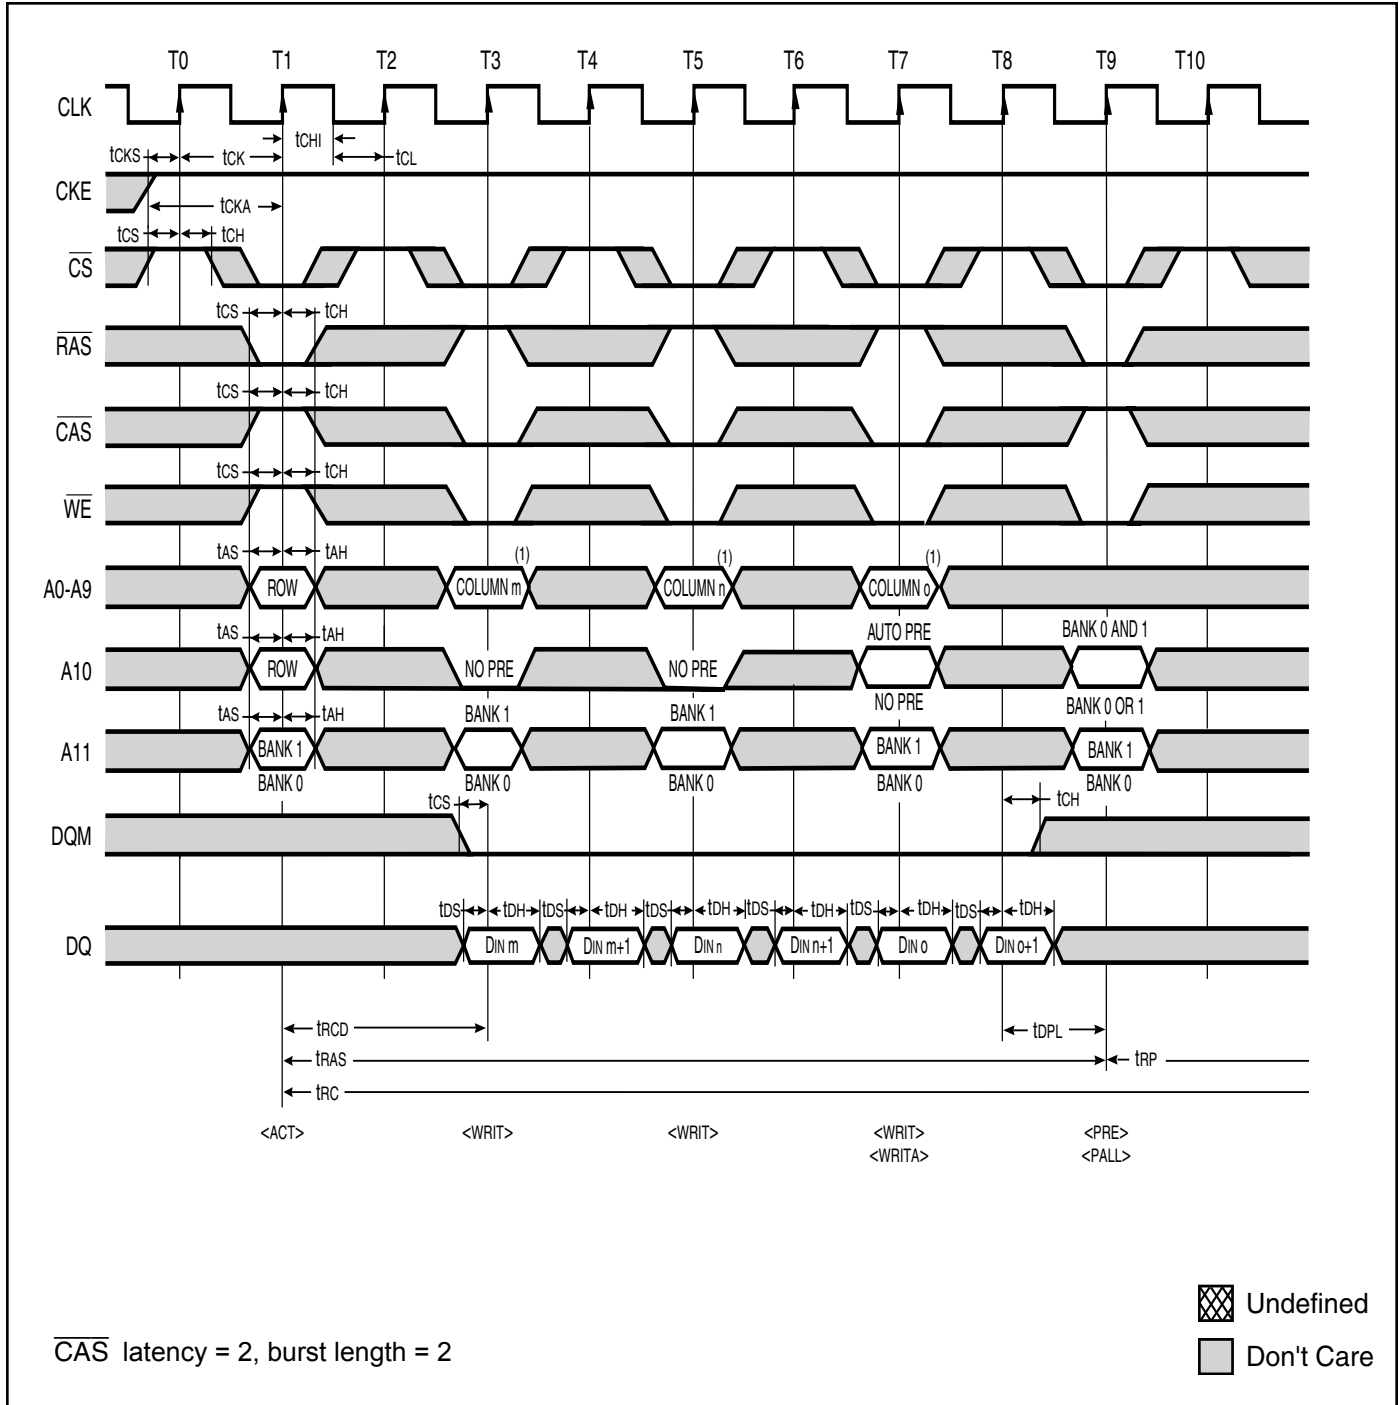 T0 T1 T2 T3 T4 T5 T6 T7 T8 T9 T10
CLK
tCHI
tCKS tCK tCL
CKE
tCKA
tCS tCH
CS
tCS tCH
RAS
tCS tCH
CAS
tCS tCH
WE
tAS tAH (1) (1) (1)
A0-A9 ROW COLUMN m COLUMN n COLUMN o
tAS tAH AUTO PRE BANK 0 AND 1
A10 ROW NO PRE NO PRE
NO PRE BANK 0 OR 1
tAS tAH BANK 1 BANK 1
A11 BANK 1 BANK 1 BANK 1
BANK 0 BANK 0 BANK 0 BANK 0 BANK 0
tCS tCH
DQM
tDS tDH tDS tDH tDS tDH tDS tDH tDS tDH tDS tDH
DQ DIN m DIN m+1 DIN n DIN n+1 DIN o DIN o+1
tRCD tDPL
tRAS tRP
tRC
<ACT> <WRIT> <WRIT> <WRIT> <PRE>
<WRITA> <PALL>
Undefined
CAS latency = 2, burst length = 2
Don't Care